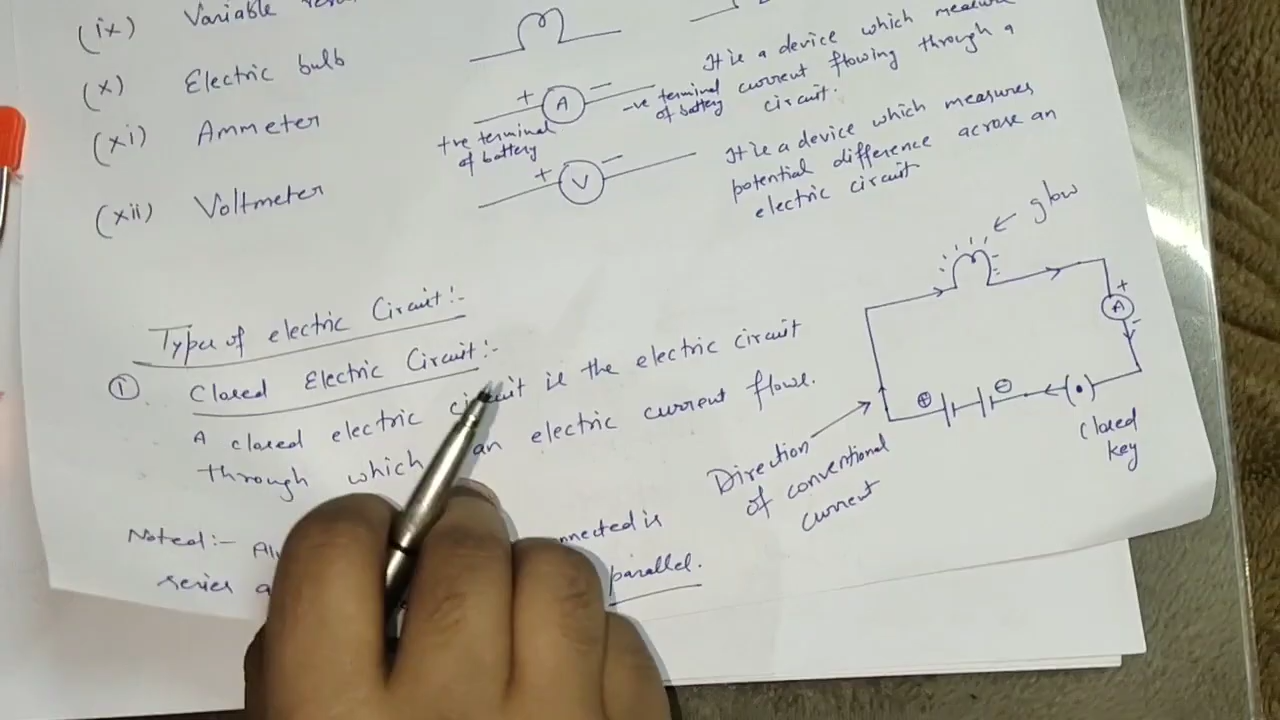 (ix) Variable
(x) Electric bulb
(xi) Ammeter
+ A -
+ve terminal of battery
-ve terminal of battery
It is a device which measure
current flowing through a
circuit.
(xii) Voltmeter
+ V -
It is a device which measures
potential difference across an
electric circuit
Types of electric Circuit:-
① Closed Electric Circuit:-
A closed electric circuit is the electric circuit
through which an electric current flows.
glow
+
A
-
⊕ ⊖
(•)
closed
key
Direction
of conventional
current
Noted:- nnected is
series parallel.